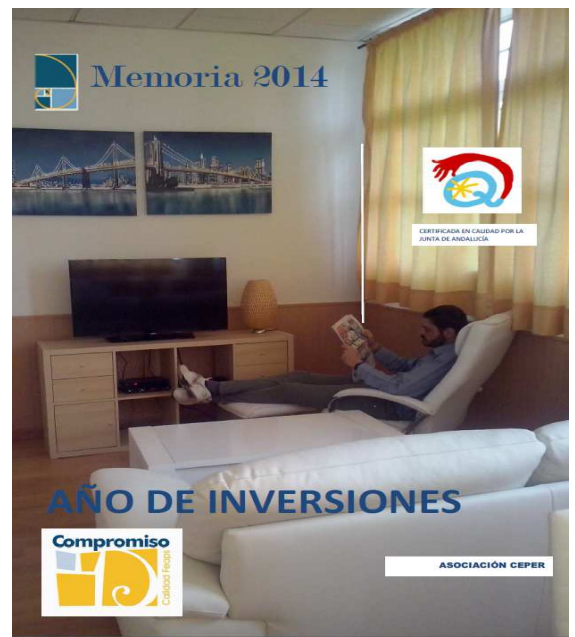 Memoria 2014
CERTIFICADA EN CALIDAD POR LA
JUNTA DE ANDALUCÍA
AÑO DE INVERSIONES
Compromiso
Calidad Feaps
ASOCIACIÓN CEPER